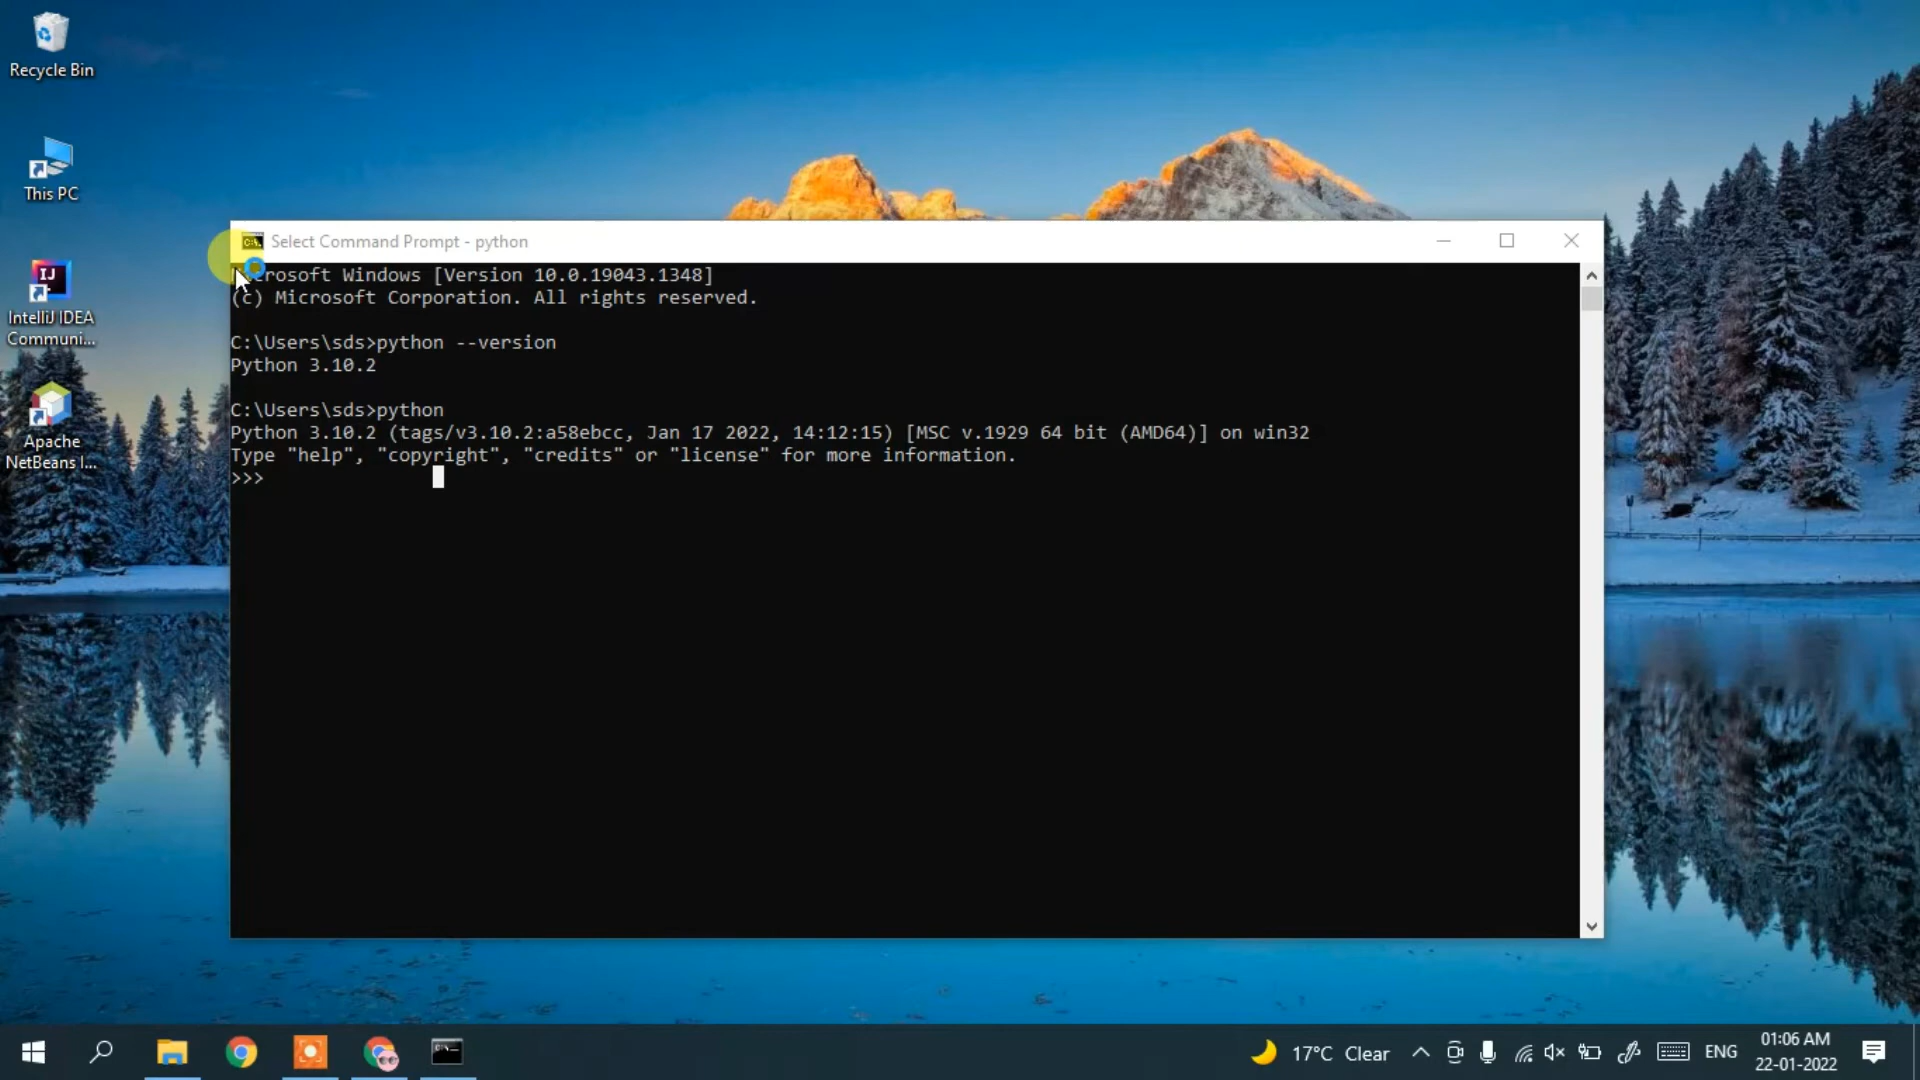 Recycle Bin
This PC
IntelliJ IDEA
Communi...
Apache
NetBeans I...
Select Command Prompt - python
Microsoft Windows [Version 10.0.19043.1348]
(c) Microsoft Corporation. All rights reserved.
C:\Users\sds>python --version
Python 3.10.2
C:\Users\sds>python
Python 3.10.2 (tags/v3.10.2:a58ebcc, Jan 17 2022, 14:12:15) [MSC v.1929 64 bit (AMD64)] on win32
Type "help", "copyright", "credits" or "license" for more information.
>>>
17°C Clear
ENG
01:06 AM
22-01-2022